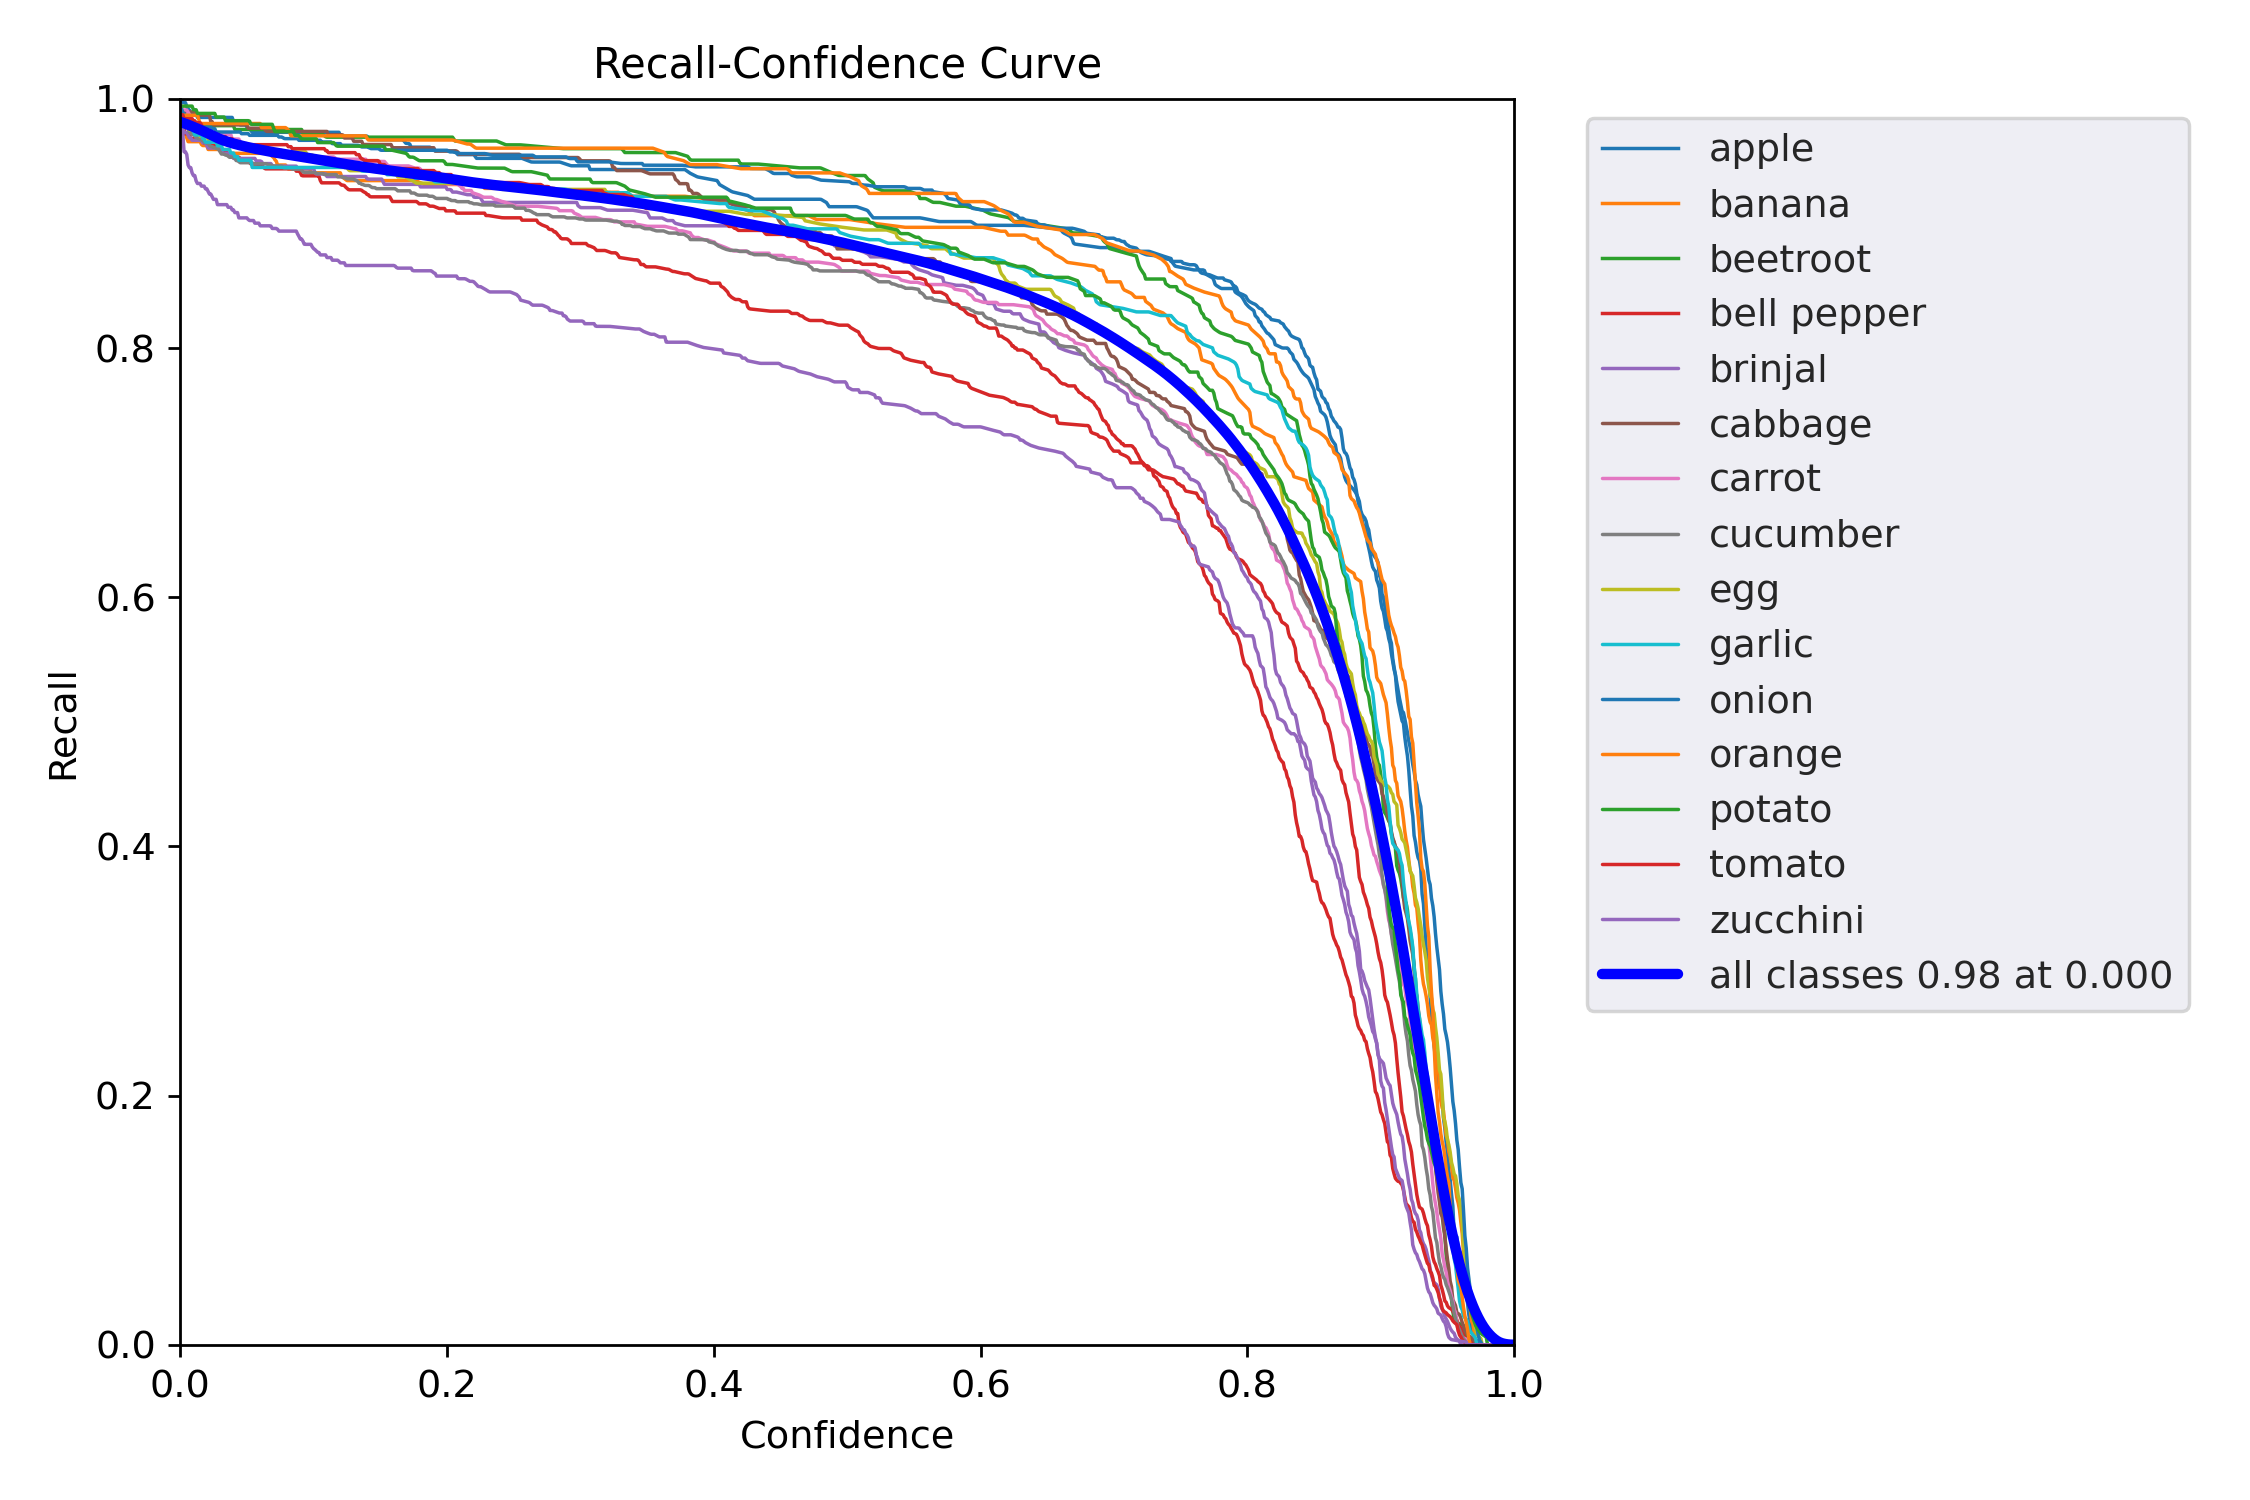 Recall-Confidence Curve
1.0
0.8
0.6
0.4
0.2
0.0
Recall
0.0 0.2 0.4 0.6 0.8 1.0
Confidence
apple
banana
beetroot
bell pepper
brinjal
cabbage
carrot
cucumber
egg
garlic
onion
orange
potato
tomato
zucchini
all classes 0.98 at 0.000